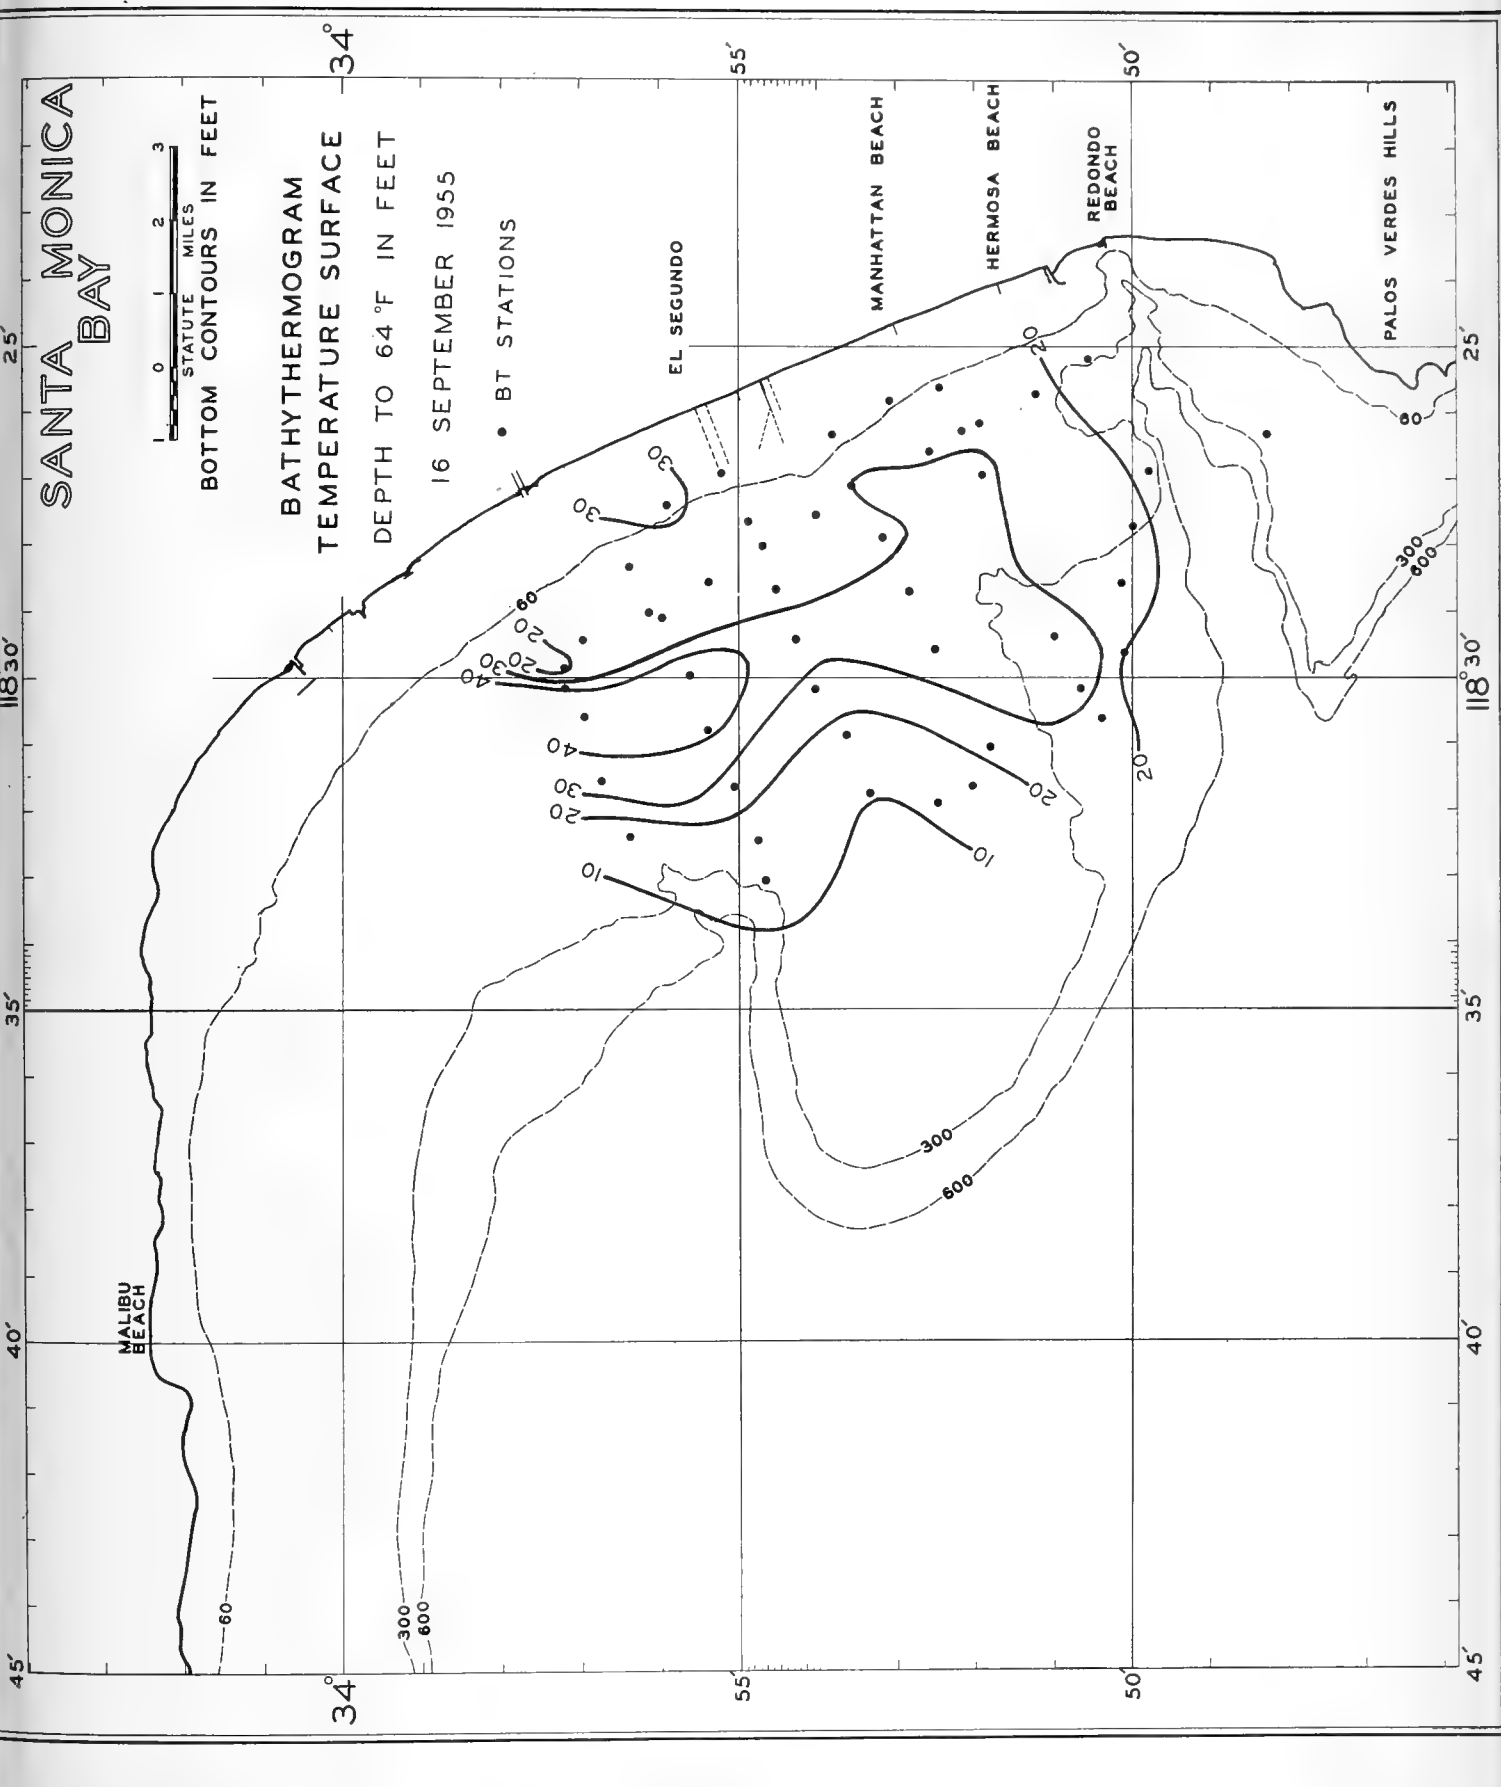 SANTA MONICA
BAY
1 0 1 2 3
STATUTE MILES
BOTTOM CONTOURS IN FEET
BATHYTHERMOGRAM
TEMPERATURE SURFACE
DEPTH TO 64 °F IN FEET
16 SEPTEMBER 1955
• BT STATIONS
EL SEGUNDO
MANHATTAN BEACH
HERMOSA BEACH
REDONDO
BEACH
PALOS VERDES HILLS
MALIBU
BEACH
45'
40'
35'
118°30'
25'
34°
55'
50'
34°
55'
50'
45'
40'
35'
118°30'
25'
60
300
600
60
300
600
300
600
60
10
10
20
20
30
30
40
40
20
20
30
30
20
20